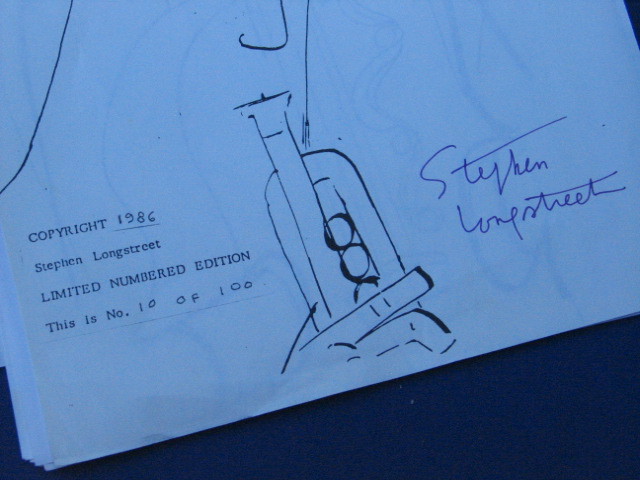 COPYRIGHT 1986
Stephen Longstreet
LIMITED NUMBERED EDITION
This is No. 10 OF 100
Stephen
Longstreet